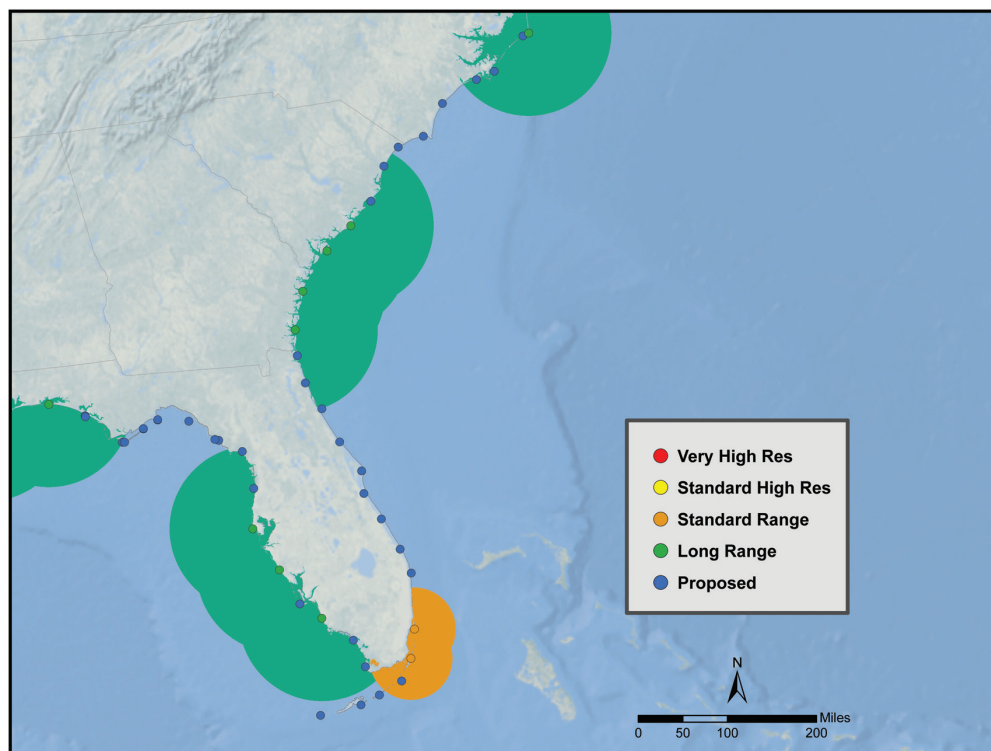 Very High Res
Standard High Res
Standard Range
Long Range
Proposed
N
Miles
0 50 100 200